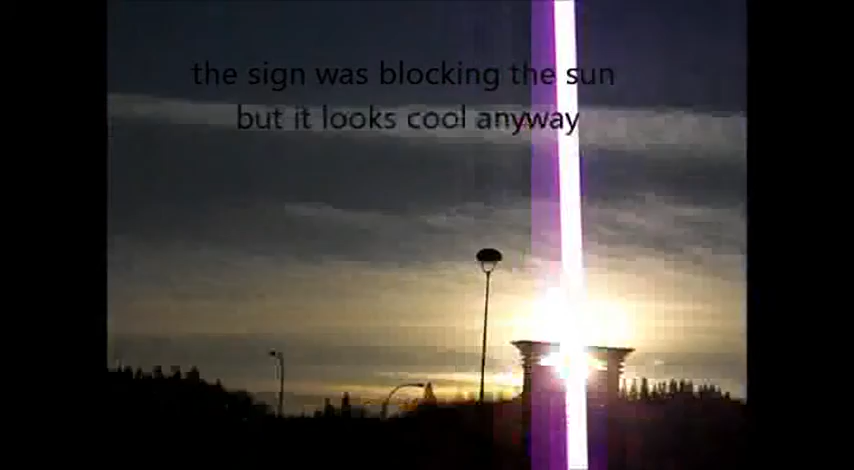 the sign was blocking the sun
but it looks cool anyway